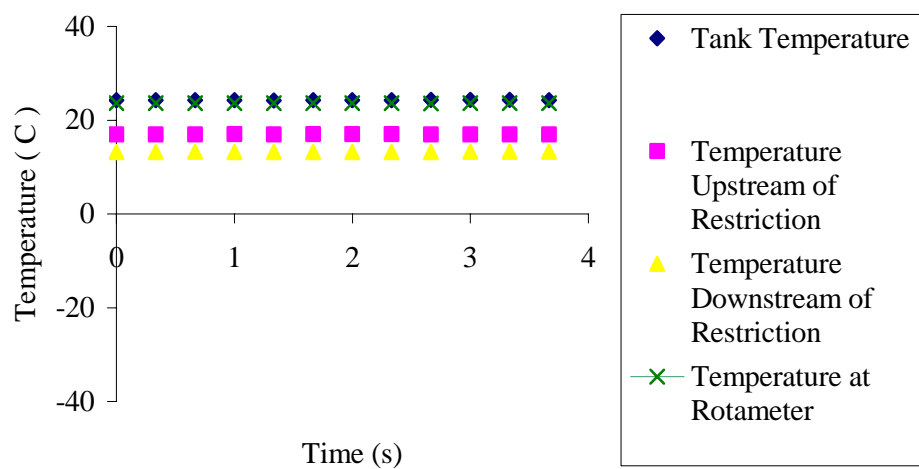 40
20
0
-20
-40
0
1
2
3
4
Temperature ( C )
Time (s)
Tank Temperature
Temperature
Upstream of
Restriction
Temperature
Downstream of
Restriction
Temperature at
Rotameter